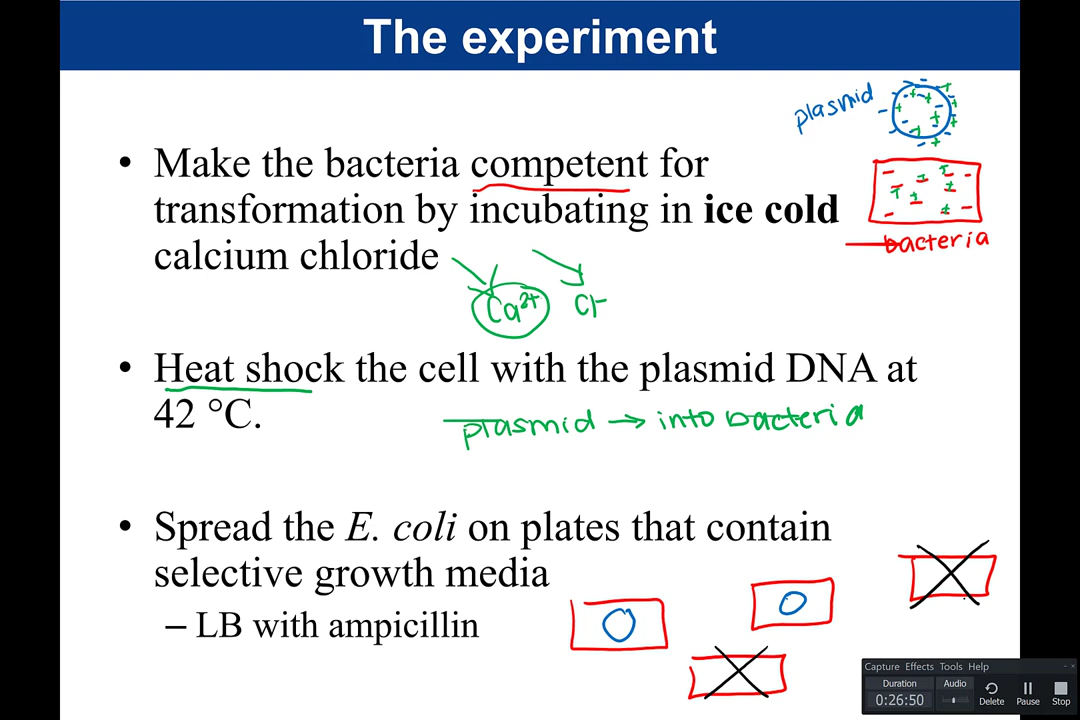 The experiment
plasmid
• Make the bacteria competent for
transformation by incubating in ice cold
calcium chloride
bacteria
Ca²⁺ Cl-
• Heat shock the cell with the plasmid DNA at
42 °C.
plasmid → into bacteria
• Spread the E. coli on plates that contain
selective growth media
– LB with ampicillin
Capture Effects Tools Help
Duration Audio
0:26:50 Delete Pause Stop